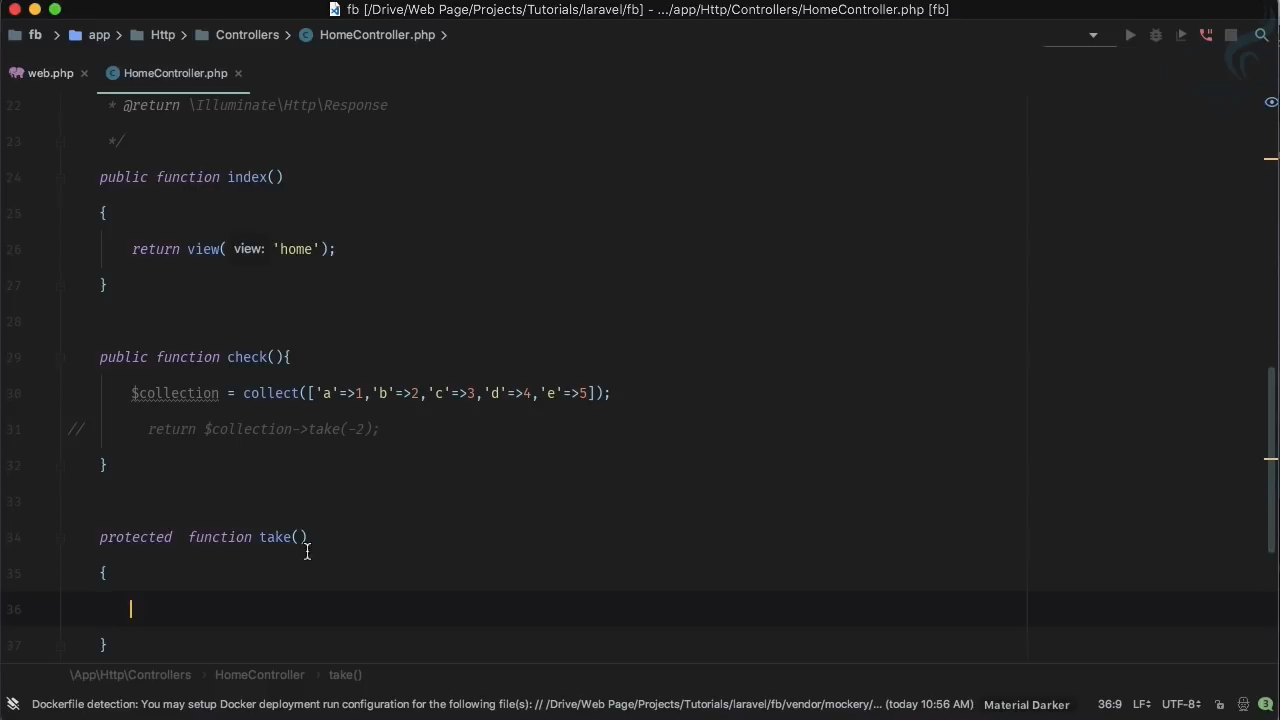 fb [/Drive/Web Page/Projects/Tutorials/laravel/fb] - .../app/Http/Controllers/HomeController.php [fb]
fb > app > Http > Controllers > HomeController.php >
web.php × HomeController.php ×
22 * @return \Illuminate\Http\Response
23 */
24 public function index()
25 {
26 return view( view: 'home');
27 }
28
29 public function check(){
30 $collection = collect(['a'=>1,'b'=>2,'c'=>3,'d'=>4,'e'=>5]);
31 // return $collection->take(-2);
32 }
33
34 protected  function take()
35 {
36
37 }
\App\Http\Controllers > HomeController > take()
Dockerfile detection: You may setup Docker deployment run configuration for the following file(s): // /Drive/Web Page/Projects/Tutorials/laravel/fb/vendor/mockery/... (today 10:56 AM) Material Darker 36:9 LF UTF-8